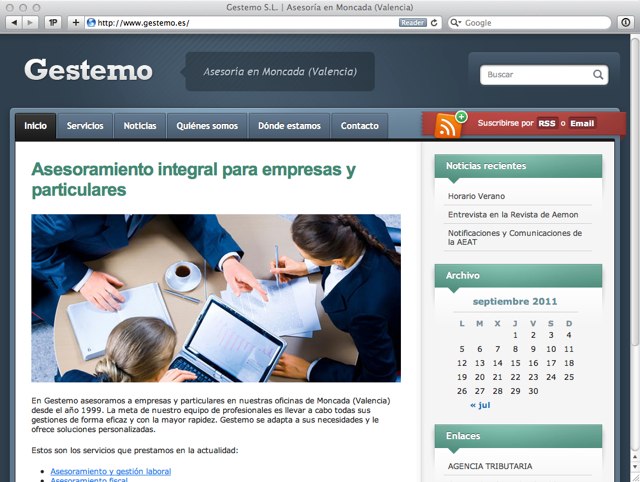 Gestemo S.L. | Asesoría en Moncada (Valencia)
1P
http://www.gestemo.es/
Reader
Google
Gestemo
Asesoría en Moncada (Valencia)
Buscar
Inicio Servicios Noticias Quiénes somos Dónde estamos Contacto
Suscribirse por RSS o Email
Asesoramiento integral para empresas y
particulares
En Gestemo asesoramos a empresas y particulares en nuestras oficinas de Moncada (Valencia)
desde el año 1999. La meta de nuestro equipo de profesionales es llevar a cabo todas sus
gestiones de forma eficaz y con la mayor rapidez. Gestemo se adapta a sus necesidades y le
ofrece soluciones personalizadas.
Estos son los servicios que prestamos en la actualidad:
Asesoramiento y gestión laboral
Asesoramiento fiscal
Noticias recientes
Horario Verano
Entrevista en la Revista de Aemon
Notificaciones y Comunicaciones de
la AEAT
Archivo
septiembre 2011
L M X J V S D
1 2 3 4
5 6 7 8 9 10 11
12 13 14 15 16 17 18
19 20 21 22 23 24 25
26 27 28 29 30
« jul
Enlaces
AGENCIA TRIBUTARIA